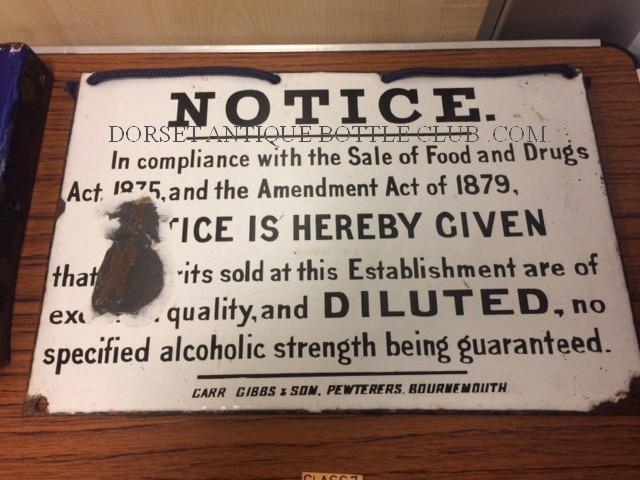 NOTICE.
DORSET ANTIQUE BOTTLE CLUB .COM
In compliance with the Sale of Food and Drugs
Act, 1875, and the Amendment Act of 1879,
TICE IS HEREBY GIVEN
that rits sold at this Establishment are of
ex quality, and DILUTED, no
specified alcoholic strength being guaranteed.
CARR GIBBS & SON, PEWTERERS. BOURNEMOUTH